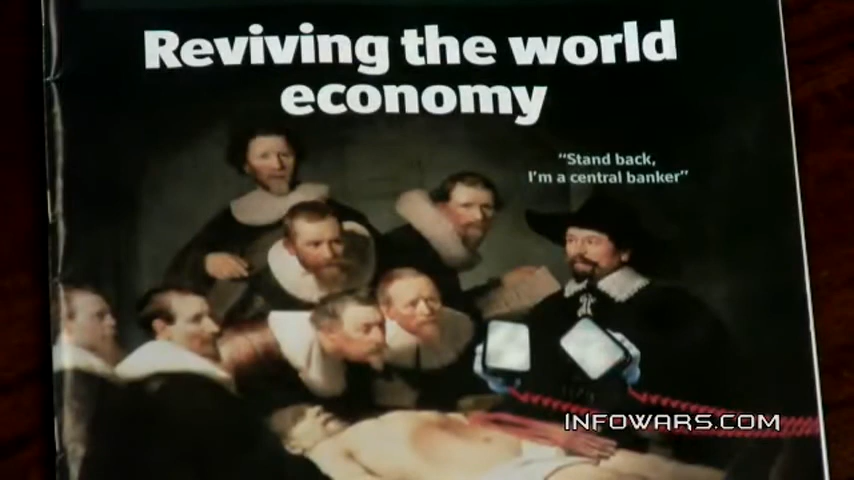 Reviving the world
economy
“Stand back,
I’m a central banker”
INFOWARS.COM